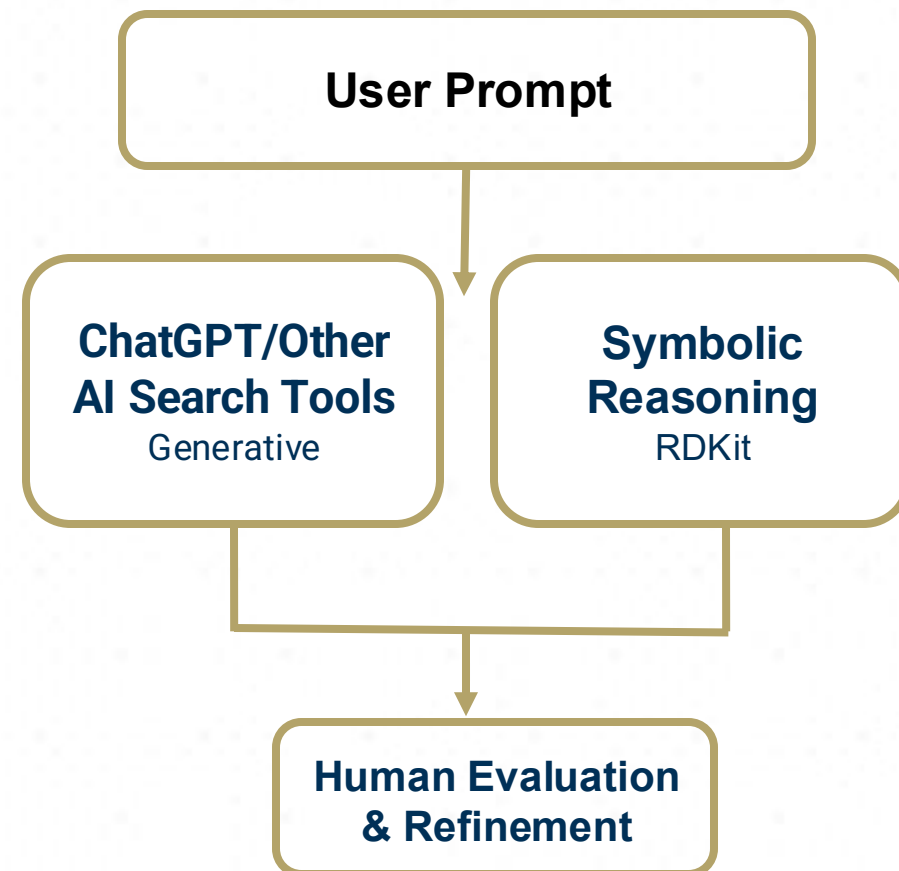 User Prompt
ChatGPT/Other
AI Search Tools
Generative
Symbolic
Reasoning
RDKit
Human Evaluation
& Refinement